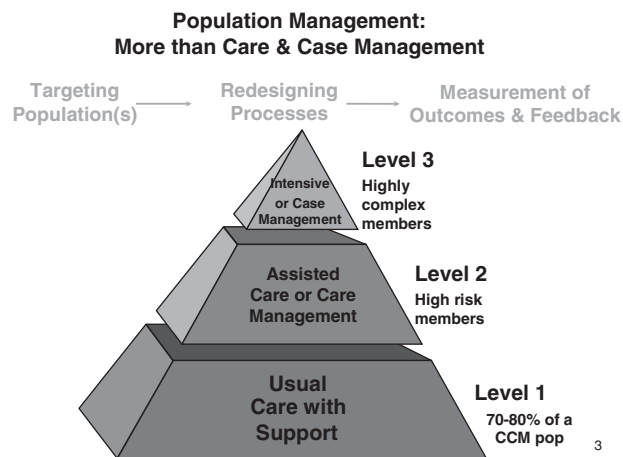 Population Management:
More than Care & Case Management
Targeting
Population(s)
Redesigning
Processes
Measurement of
Outcomes & Feedback
Intensive
or Case
Management
Level 3
Highly
complex
members
Assisted
Care or Care
Management
Level 2
High risk
members
Usual
Care with
Support
Level 1
70-80% of a
CCM pop
3